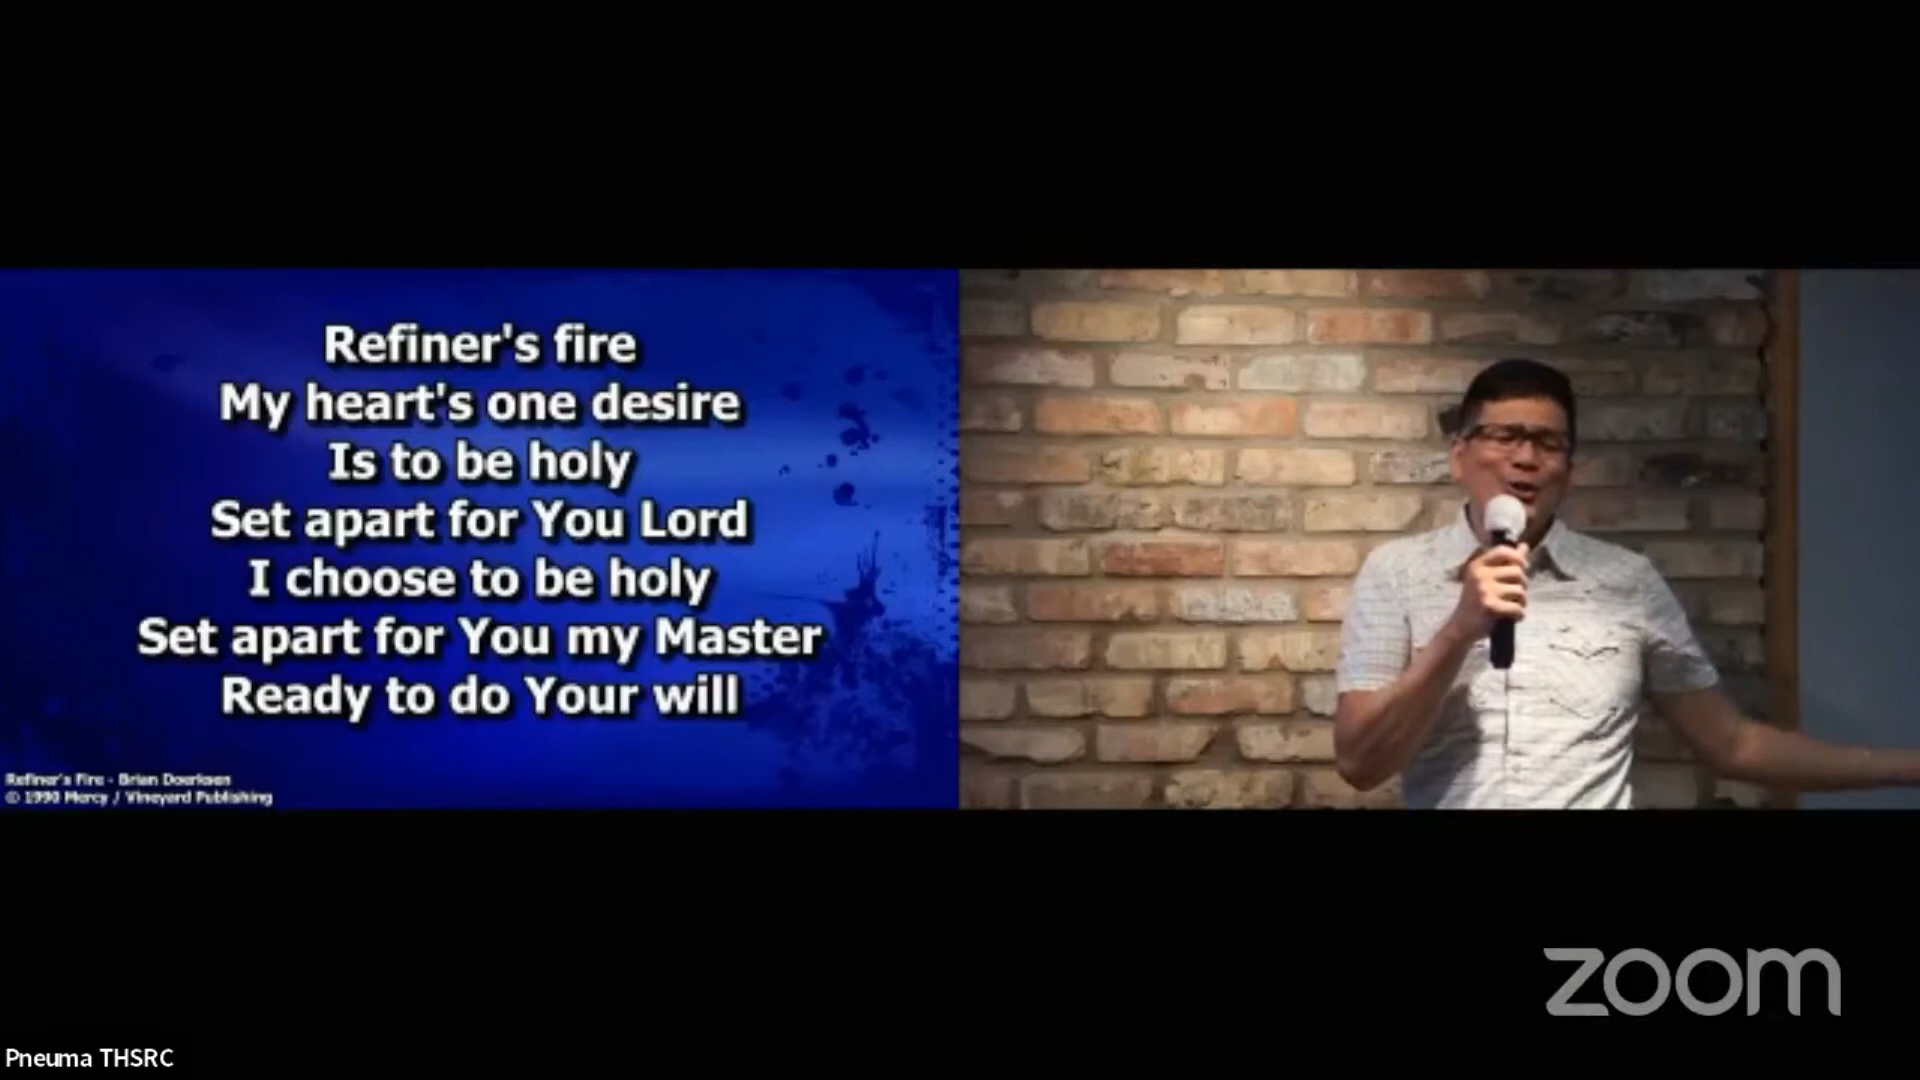 Refiner's fire
My heart's one desire
Is to be holy
Set apart for You Lord
I choose to be holy
Set apart for You my Master
Ready to do Your will
Refiner's Fire - Brian Doerksen
© 1990 Mercy / Vineyard Publishing
zoom
Pneuma THSRC